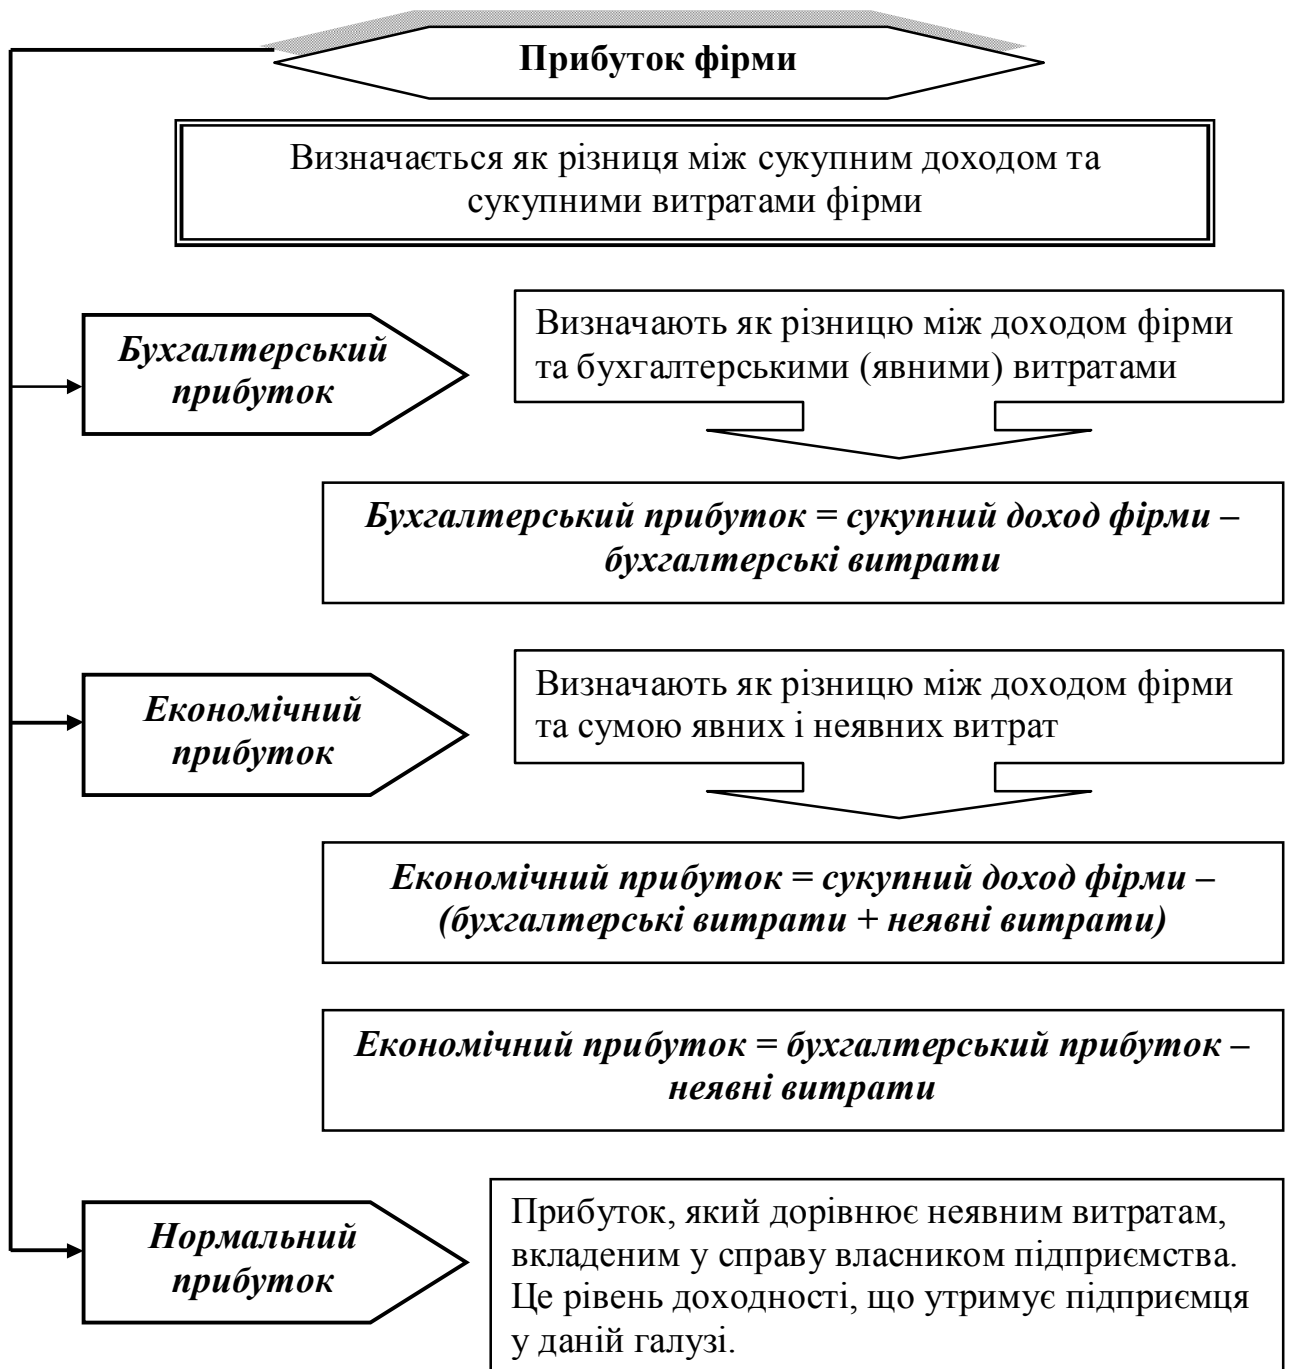 Прибуток фірми
Визначається як різниця між сукупним доходом та
сукупними витратами фірми
Бухгалтерський
прибуток
Визначають як різницю між доходом фірми
та бухгалтерськими (явними) витратами
Бухгалтерський прибуток = сукупний доход фірми –
бухгалтерські витрати
Економічний
прибуток
Визначають як різницю між доходом фірми
та сумою явних і неявних витрат
Економічний прибуток = сукупний доход фірми –
(бухгалтерські витрати + неявні витрати)
Економічний прибуток = бухгалтерський прибуток –
неявні витрати
Нормальний
прибуток
Прибуток, який дорівнює неявним витратам,
вкладеним у справу власником підприємства.
Це рівень доходності, що утримує підприємця
у даній галузі.